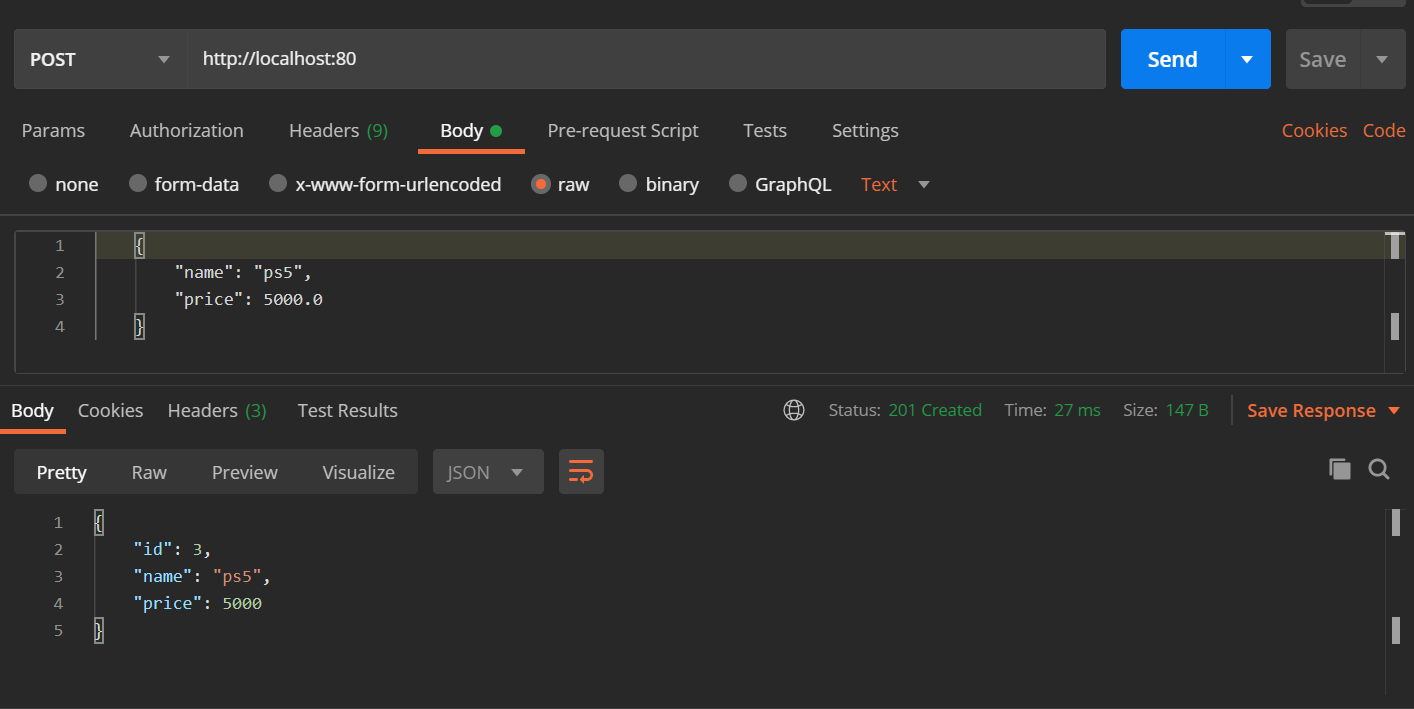 POST http://localhost:80 Send Save
Params Authorization Headers (9) Body Pre-request Script Tests Settings Cookies Code
none form-data x-www-form-urlencoded raw binary GraphQL Text
1 {
2 "name": "ps5",
3 "price": 5000.0
4 }
Body Cookies Headers (3) Test Results Status: 201 Created Time: 27 ms Size: 147 B Save Response
Pretty Raw Preview Visualize JSON
1 {
2 "id": 3,
3 "name": "ps5",
4 "price": 5000
5 }